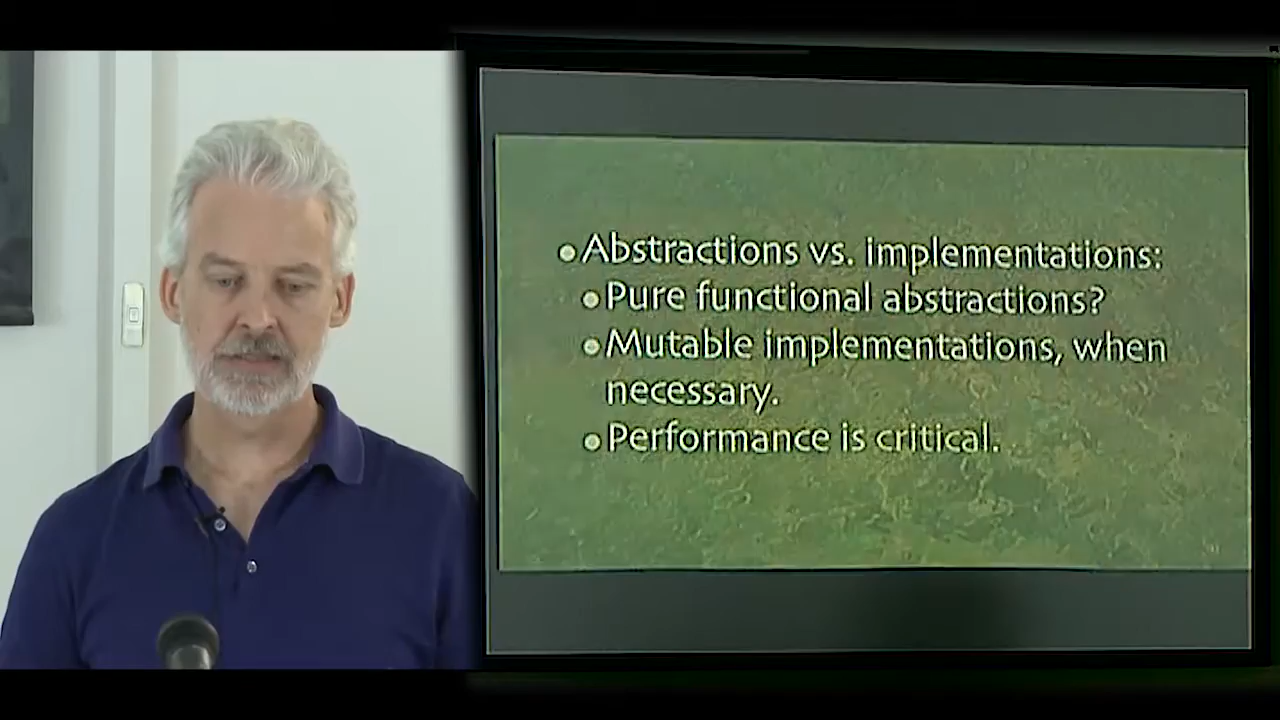 •Abstractions vs. implementations:
•Pure functional abstractions?
•Mutable implementations, when
necessary.
•Performance is critical.